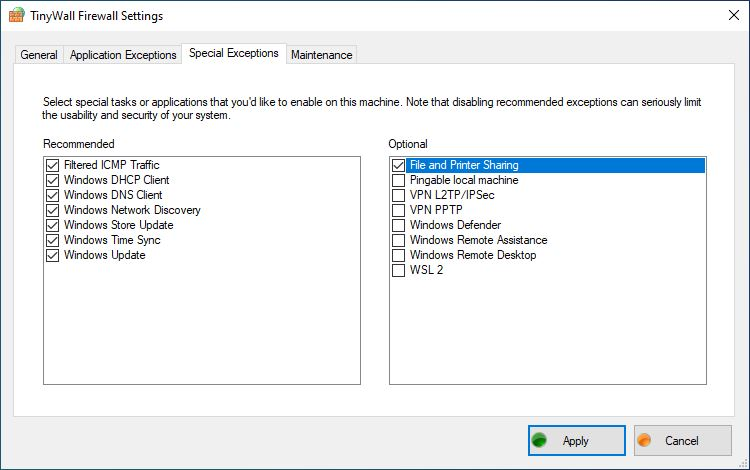 TinyWall Firewall Settings
General
Application Exceptions
Special Exceptions
Maintenance
Select special tasks or applications that you'd like to enable on this machine. Note that disabling recommended exceptions can seriously limit
the usability and security of your system.
Recommended
Filtered ICMP Traffic
Windows DHCP Client
Windows DNS Client
Windows Network Discovery
Windows Store Update
Windows Time Sync
Windows Update
Optional
File and Printer Sharing
Pingable local machine
VPN L2TP/IPSec
VPN PPTP
Windows Defender
Windows Remote Assistance
Windows Remote Desktop
WSL 2
Apply
Cancel